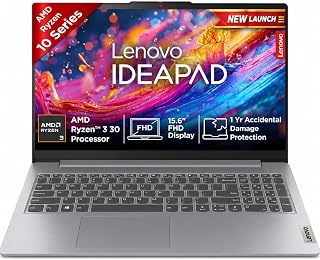 AMD
Ryzen
10 Series
NEW LAUNCH
Lenovo
Lenovo
IDEAPAD
AMD
RYZEN
3
AMD
Ryzen™ 3 30
Processor
FHD
15.6"
FHD
Display
1 Yr Accidental
Damage
Protection
Lenovo